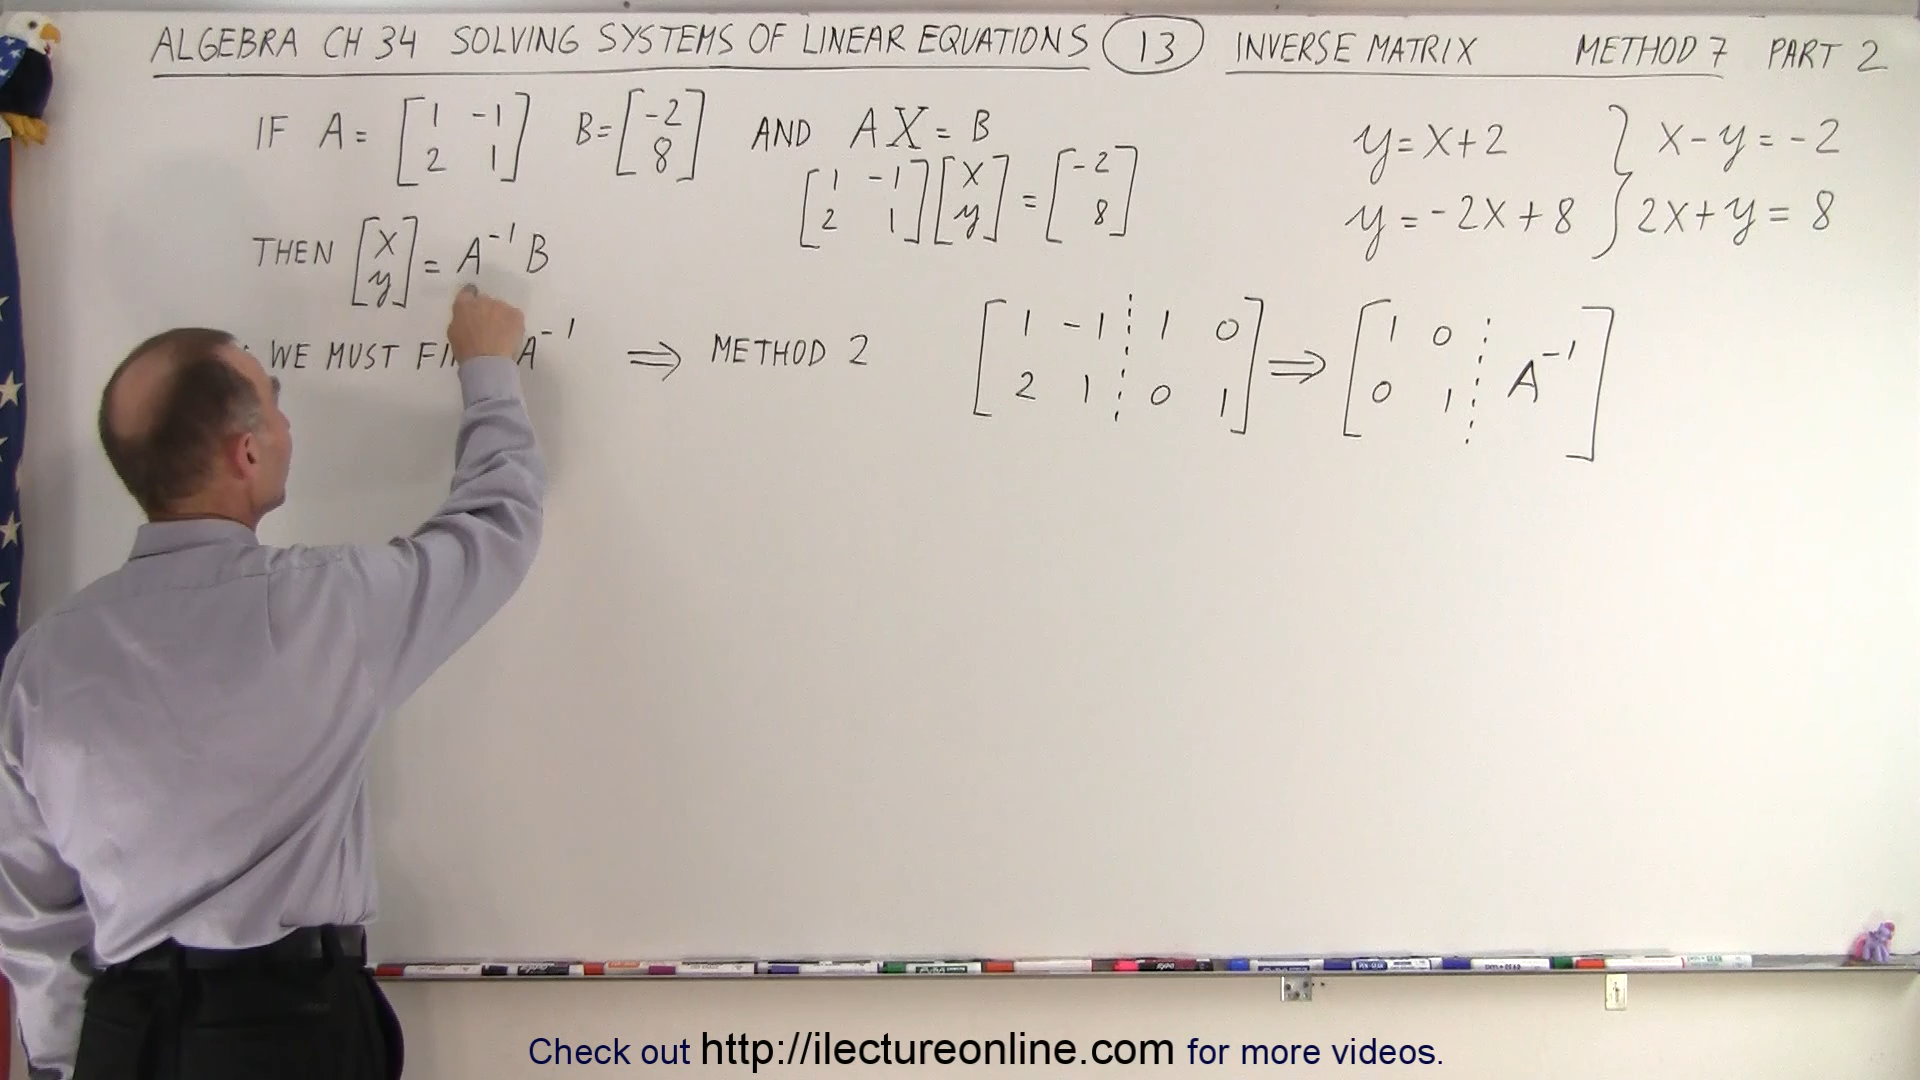 ALGEBRA CH 34 SOLVING SYSTEMS OF LINEAR EQUATIONS 13 INVERSE MATRIX METHOD 7 PART 2
IF A = [1 -1; 2 1] B = [-2; 8] AND AX = B
[1 -1; 2 1] [x; y] = [-2; 8]
y = x + 2 } x - y = -2
y = -2x + 8 } 2x + y = 8
THEN [x; y] = A⁻¹ B
WE MUST A⁻¹ ⇒ METHOD 2
[1 -1 ⋮ 1 0; 2 1 ⋮ 0 1] ⇒ [1 0 ⋮ A⁻¹; 0 1 ⋮]
Check out http://ilectureonline.com for more videos.